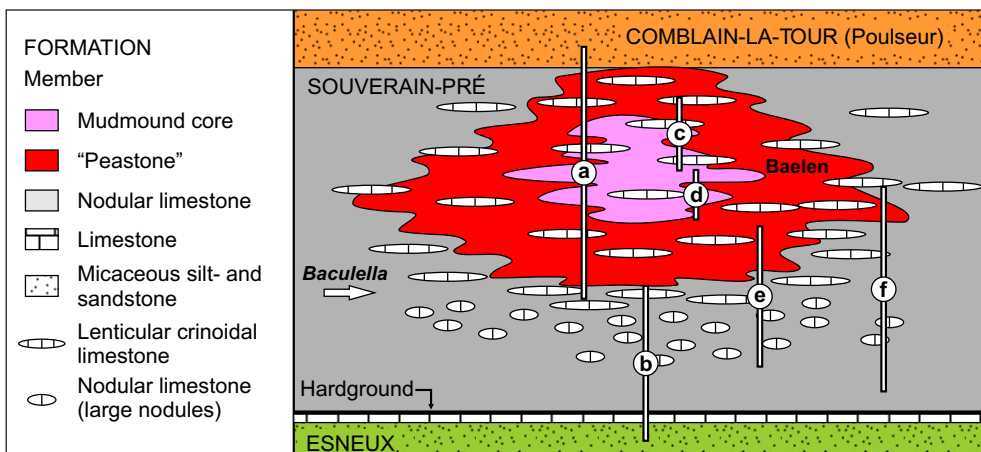 FORMATION
Member
Mudmound core
“Peastone”
Nodular limestone
Limestone
Micaceous silt- and
sandstone
Lenticular crinoidal
limestone
Nodular limestone
(large nodules)
COMBLAIN-LA-TOUR (Poulseur)
SOUVERAIN-PRÉ
c
Baelen
a
d
Baculella
e
f
b
Hardground
ESNEUX